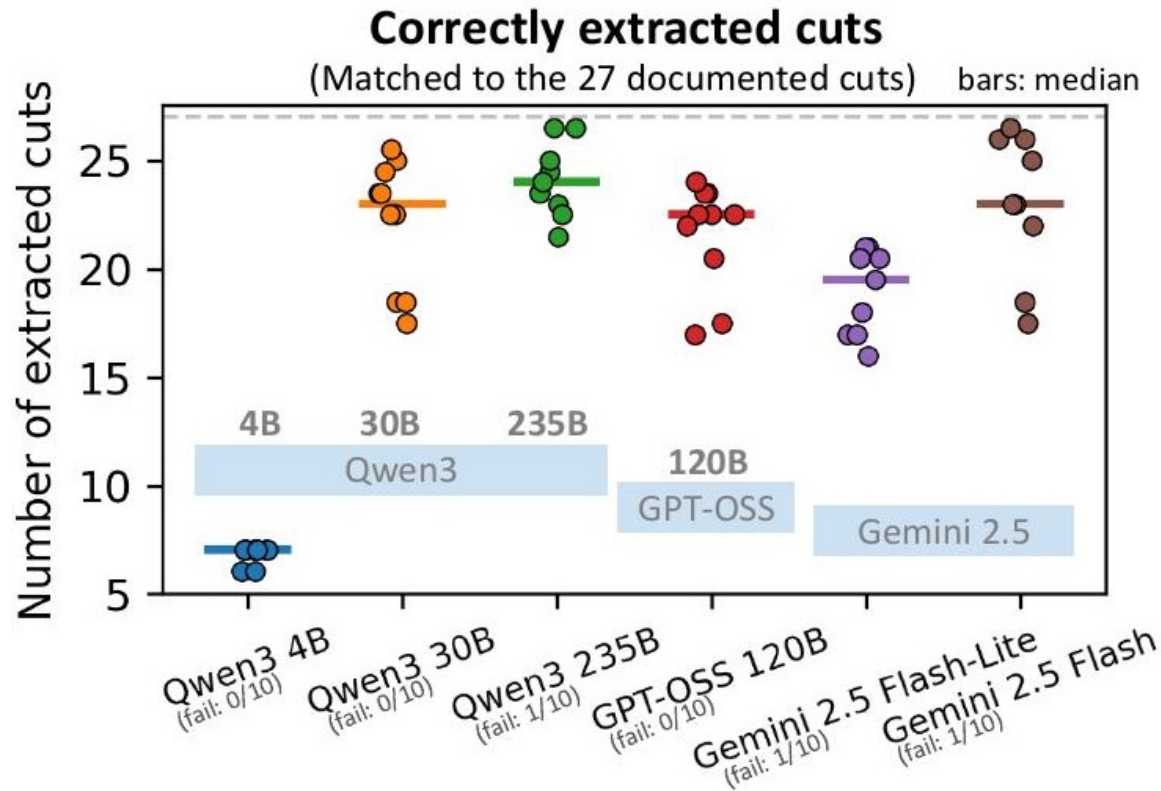 Correctly extracted cuts
(Matched to the 27 documented cuts)
bars: median
Number of extracted cuts
25
20
15
10
5
4B
30B
235B
Qwen3
120B
GPT-OSS
Gemini 2.5
Qwen3 4B
(fail: 0/10)
Qwen3 30B
(fail: 0/10)
Qwen3 235B
(fail: 1/10)
GPT-OSS 120B
(fail: 0/10)
Gemini 2.5 Flash-Lite
(fail: 1/10)
Gemini 2.5 Flash
(fail: 1/10)